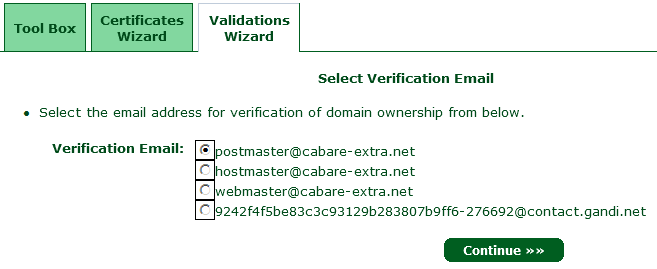 Tool Box
Certificates
Wizard
Validations
Wizard
Select Verification Email
• Select the email address for verification of domain ownership from below.
Verification Email:
postmaster@cabare-extra.net
hostmaster@cabare-extra.net
webmaster@cabare-extra.net
9242f4f5be83c3c93129b283807b9ff6-276692@contact.gandi.net
Continue »»